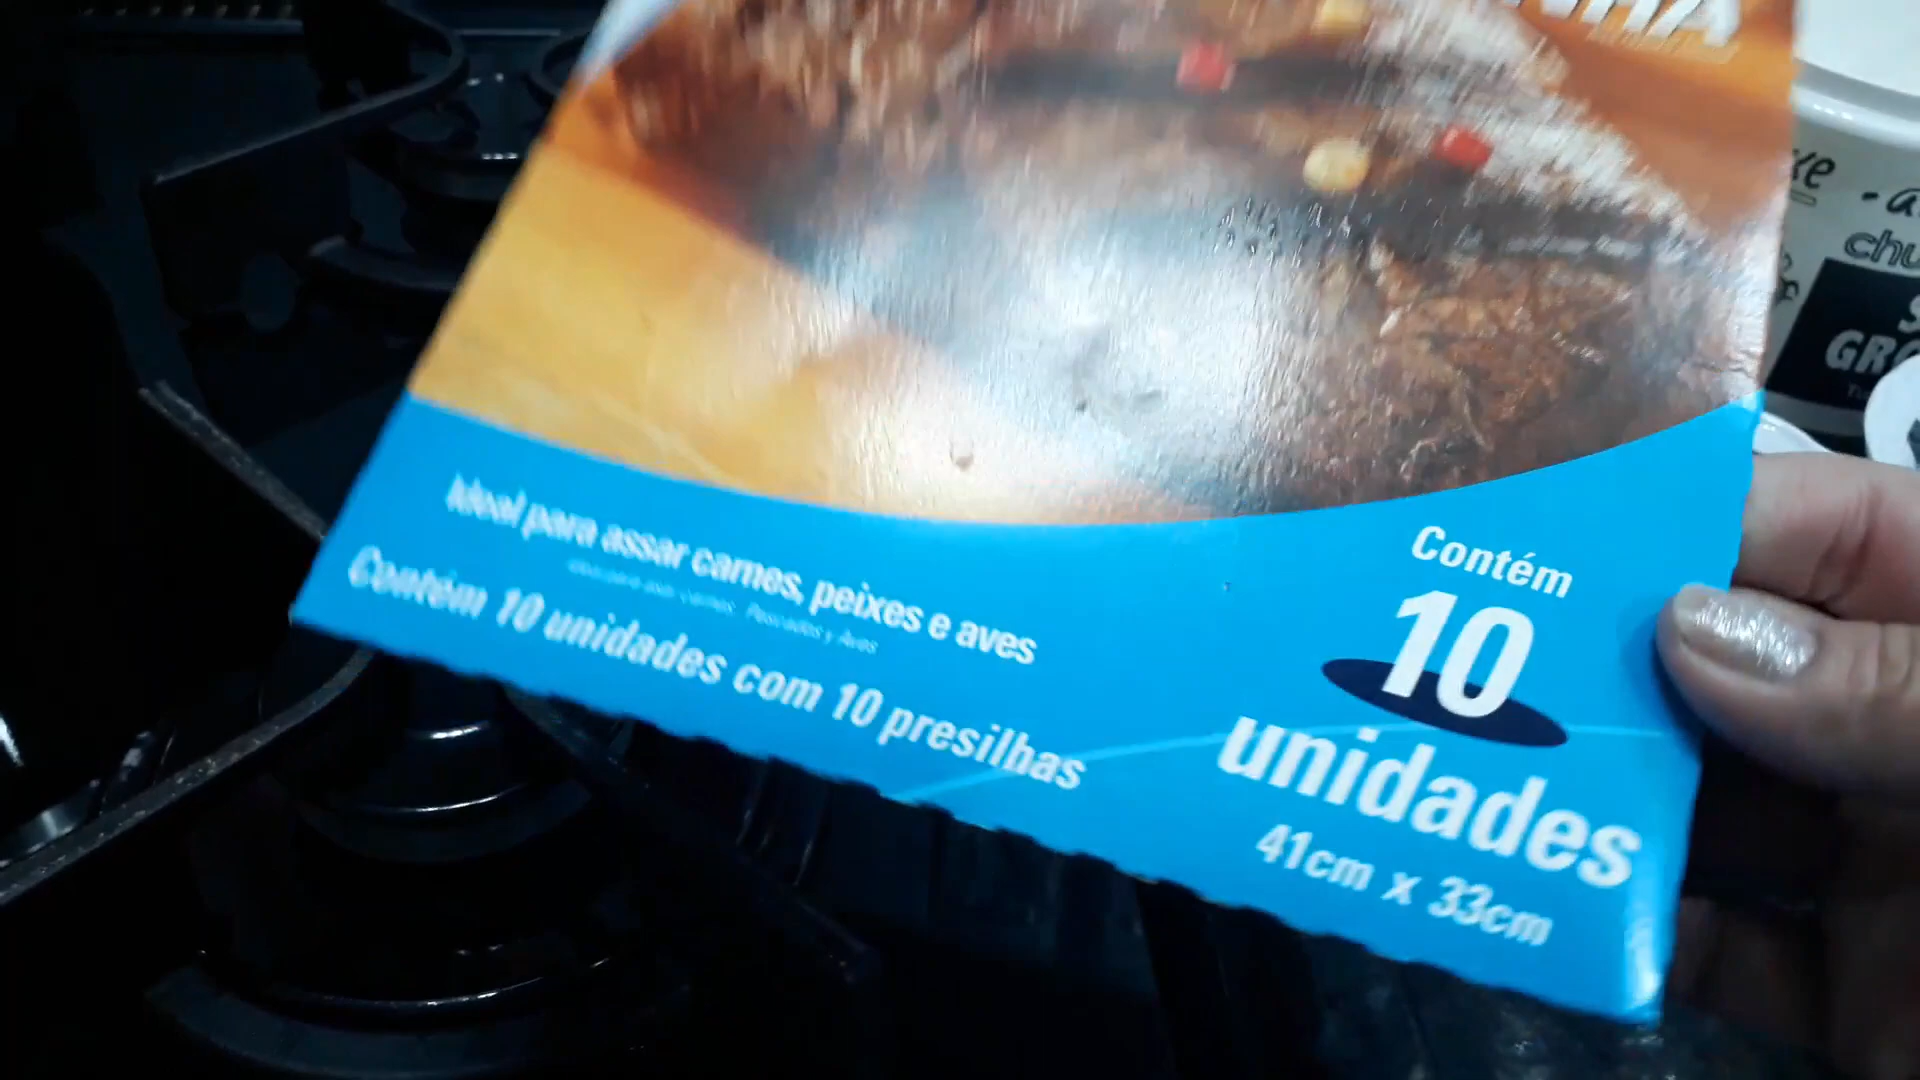 Ideal para assar carnes, peixes e aves
Contém 10 unidades com 10 presilhas
Contém
10
unidades
41cm x 33cm